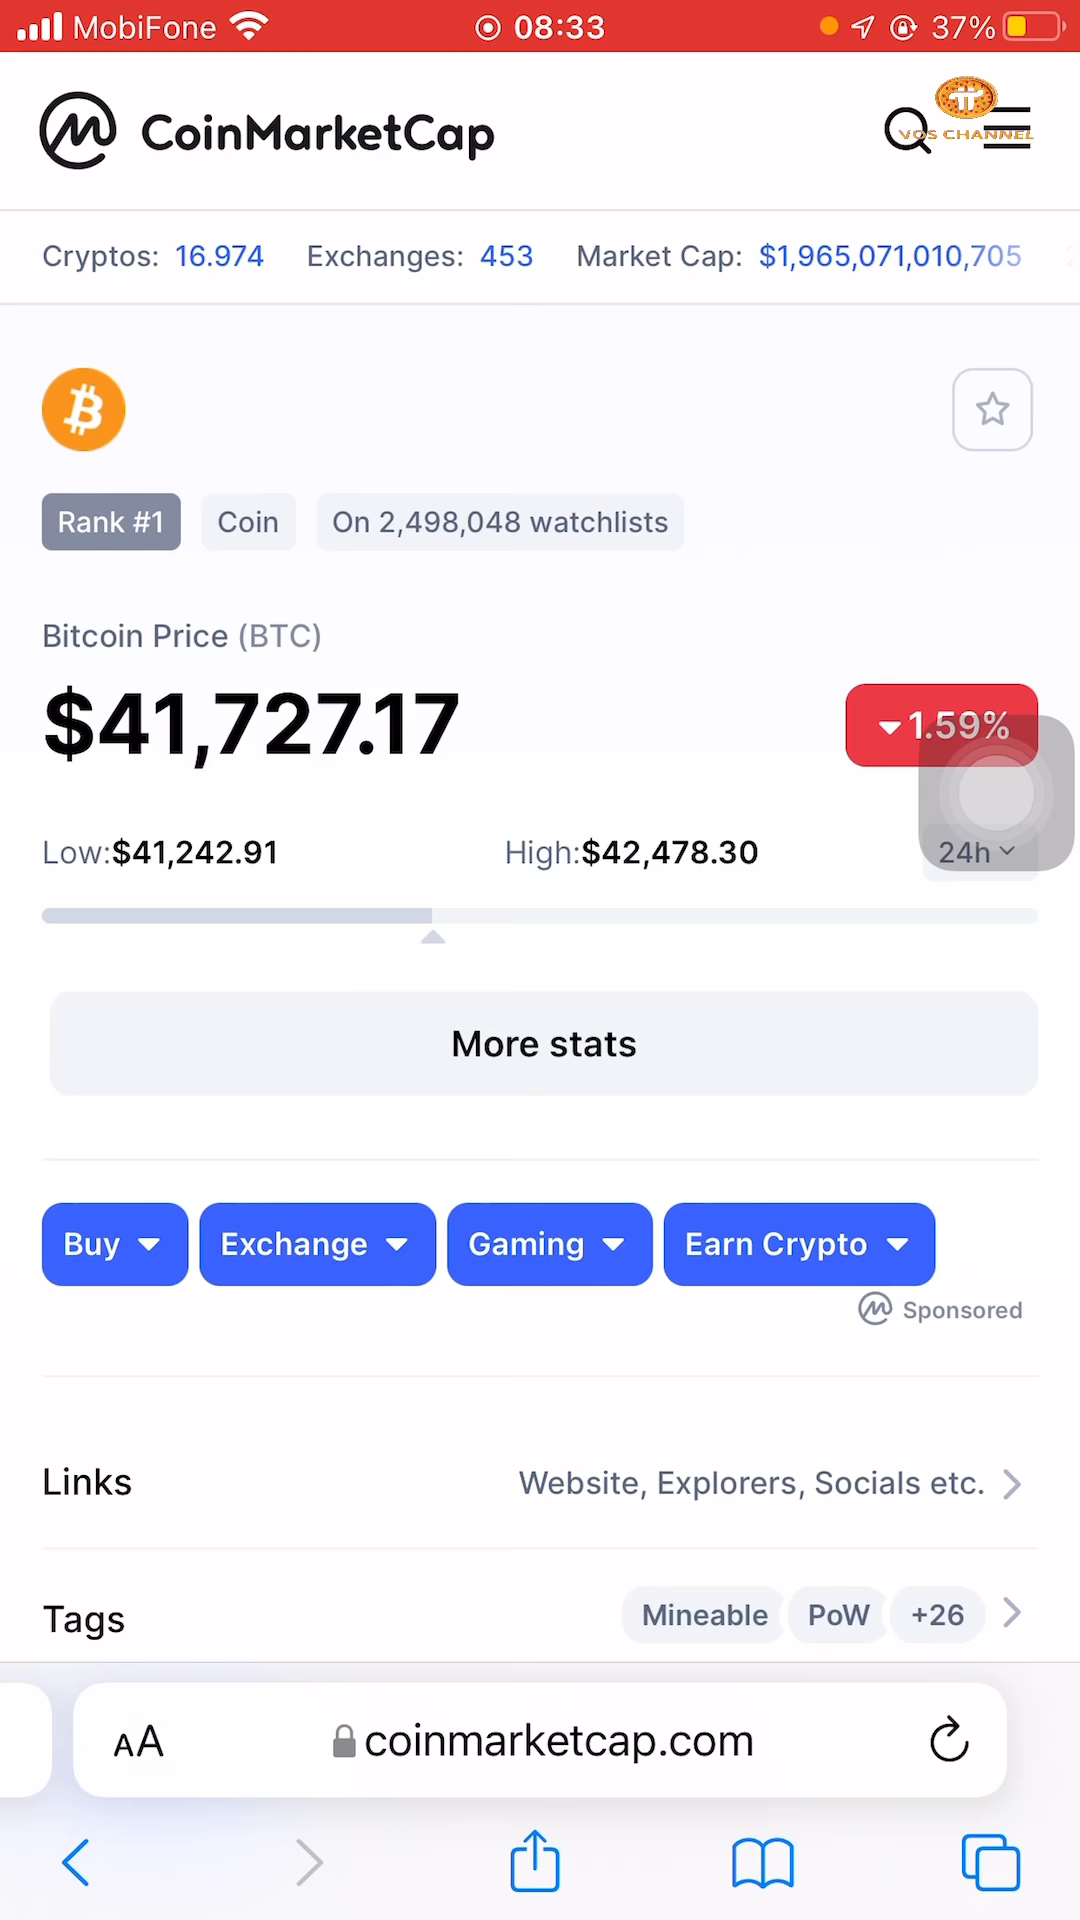 MobiFone 08:33 37%
CoinMarketCap
VOS CHANNEL
Cryptos: 16.974 Exchanges: 453 Market Cap: $1,965,071,010,705
Rank #1 Coin On 2,498,048 watchlists
Bitcoin Price (BTC)
$41,727.17 1.59%
Low:$41,242.91 High:$42,478.30 24h
More stats
Buy Exchange Gaming Earn Crypto
Sponsored
Links Website, Explorers, Socials etc.
Tags Mineable PoW +26
AA coinmarketcap.com